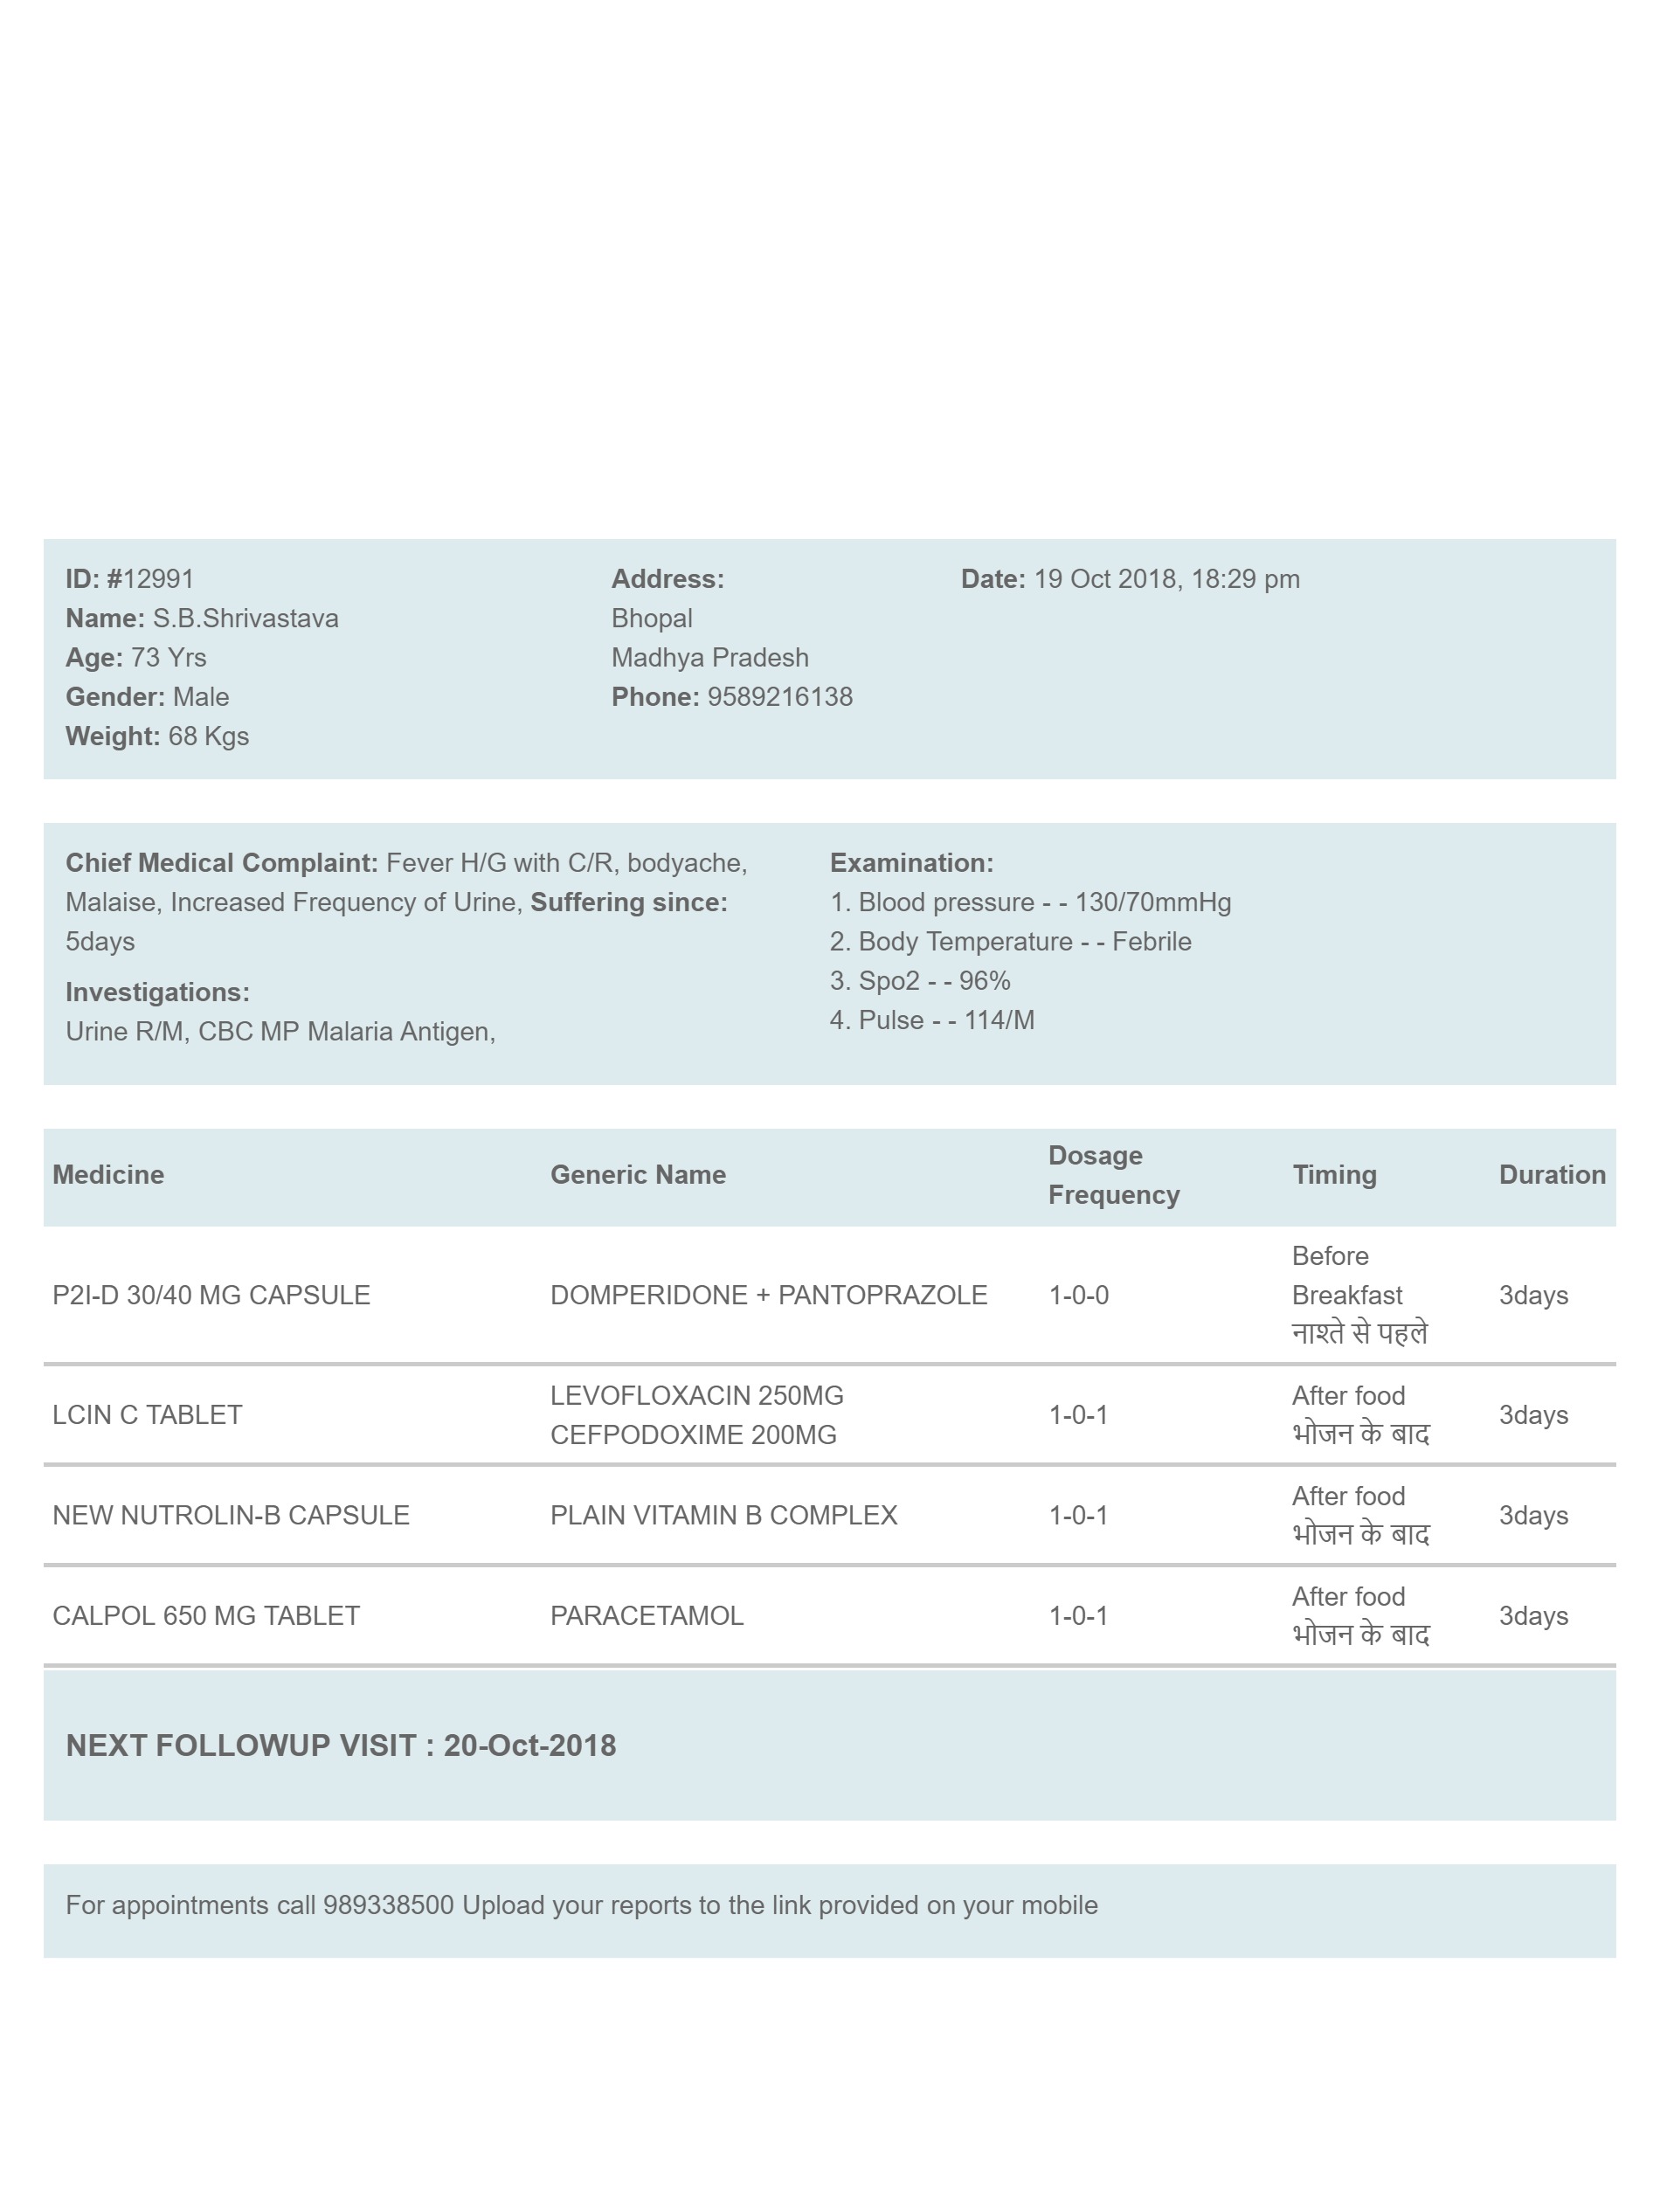 ID: #12991
Name: S.B.Shrivastava
Age: 73 Yrs
Gender: Male
Weight: 68 Kgs
Address:
Bhopal
Madhya Pradesh
Phone: 9589216138
Date: 19 Oct 2018, 18:29 pm
Chief Medical Complaint: Fever H/G with C/R, bodyache,
Malaise, Increased Frequency of Urine, Suffering since:
5days
Investigations:
Urine R/M, CBC MP Malaria Antigen,
Examination:
1. Blood pressure - - 130/70mmHg
2. Body Temperature - - Febrile
3. Spo2 - - 96%
4. Pulse - - 114/M
Medicine Generic Name Dosage Frequency Timing Duration
P2I-D 30/40 MG CAPSULE DOMPERIDONE + PANTOPRAZOLE 1-0-0 Before Breakfast नाश्ते से पहले 3days
LCIN C TABLET LEVOFLOXACIN 250MG CEFPODOXIME 200MG 1-0-1 After food भोजन के बाद 3days
NEW NUTROLIN-B CAPSULE PLAIN VITAMIN B COMPLEX 1-0-1 After food भोजन के बाद 3days
CALPOL 650 MG TABLET PARACETAMOL 1-0-1 After food भोजन के बाद 3days
NEXT FOLLOWUP VISIT : 20-Oct-2018
For appointments call 989338500 Upload your reports to the link provided on your mobile